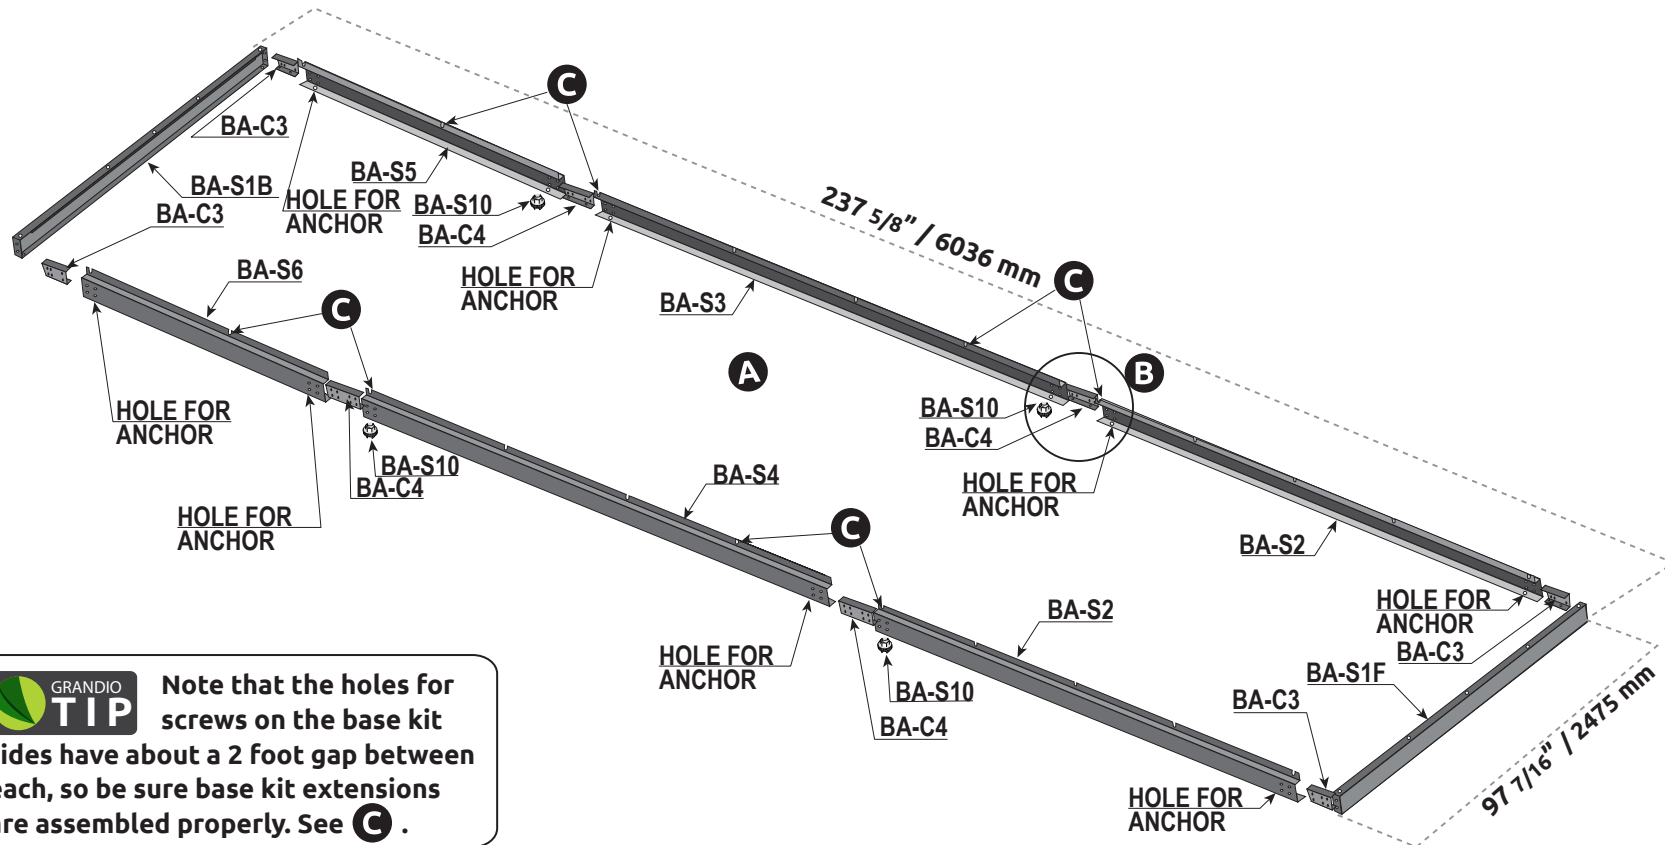 C
BA-C3
BA-S5
BA-S1B
HOLE FOR
ANCHOR
BA-S10
BA-C3
BA-C4
237 5/8" / 6036 mm
HOLE FOR
ANCHOR
BA-S6
BA-S3
C
C
A
B
HOLE FOR
ANCHOR
BA-S10
BA-C4
BA-S10
BA-C4
BA-S4
HOLE FOR
ANCHOR
HOLE FOR
ANCHOR
C
BA-S2
HOLE FOR
ANCHOR
BA-C3
BA-S2
HOLE FOR
ANCHOR
BA-S1F
BA-S10
BA-C3
BA-C4
97 7/16" / 2475 mm
HOLE FOR
ANCHOR
GRANDIO
TIP
Note that the holes for
screws on the base kit
ides have about a 2 foot gap between
each, so be sure base kit extensions
are assembled properly. See C .